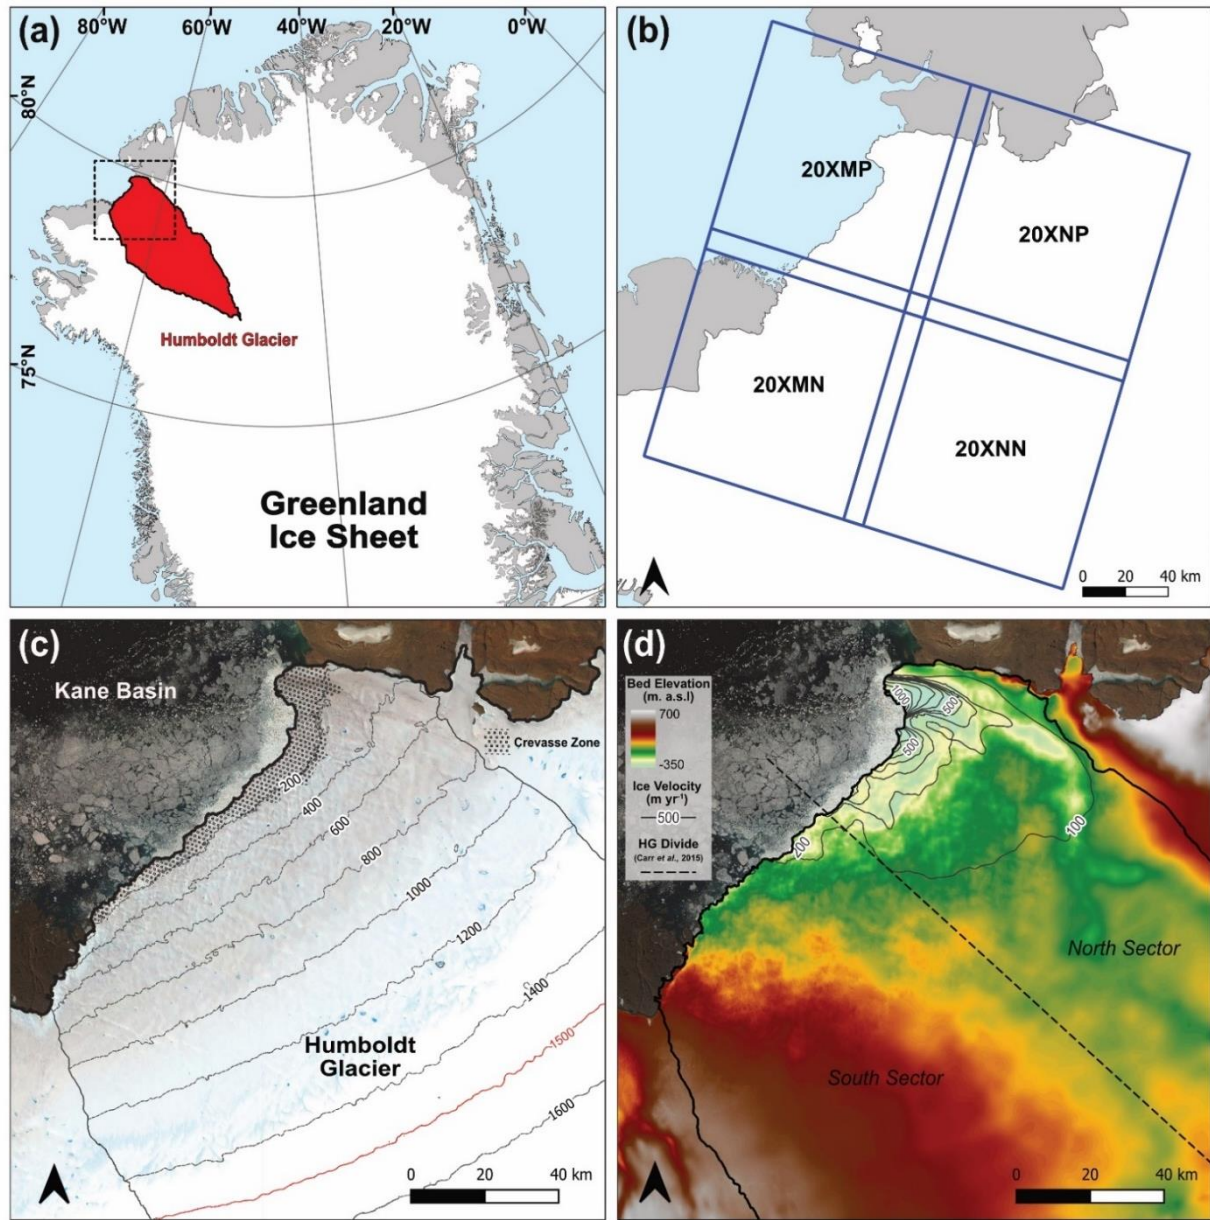 (a)
80°W
60°W
40°W
20°W
0°W
80°N
75°N
Humboldt Glacier
Greenland
Ice Sheet
(b)
20XMP
20XNP
20XMN
20XNN
0 20 40 km
(c)
Kane Basin
Crevasse Zone
200
400
600
800
1000
1200
1400
1500
1600
Humboldt
Glacier
0 20 40 km
(d)
Bed Elevation
(m. a.s.l)
700
-350
Ice Velocity
(m yr⁻¹)
500
HG Divide
(Carr et al., 2015)
1000
500
500
200
100
North Sector
South Sector
0 20 40 km